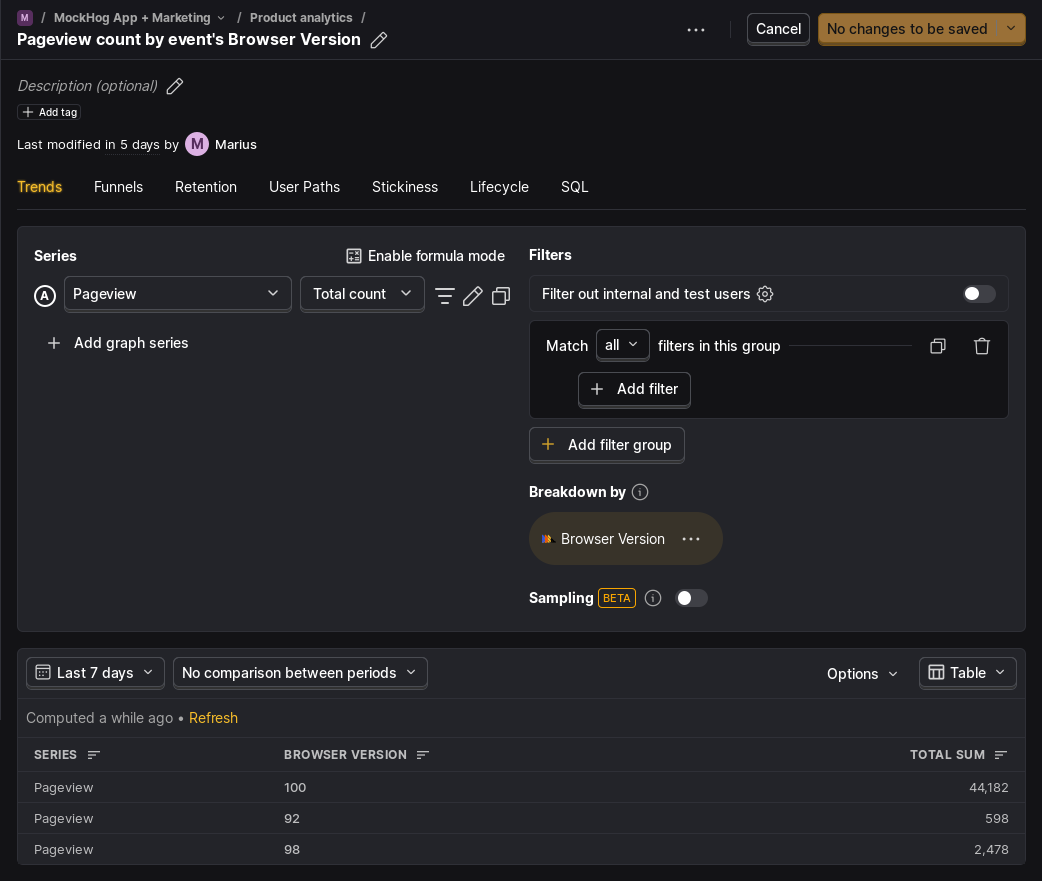 M / MockHog App + Marketing / Product analytics /
Pageview count by event's Browser Version
Cancel
No changes to be saved
Description (optional)
Add tag
Last modified in 5 days by M Marius
Trends Funnels Retention User Paths Stickiness Lifecycle SQL
Series
Enable formula mode
A Pageview Total count
Add graph series
Filters
Filter out internal and test users
Match all filters in this group
Add filter
Add filter group
Breakdown by
Browser Version
Sampling BETA
Last 7 days No comparison between periods Options Table
Computed a while ago • Refresh
SERIES BROWSER VERSION TOTAL SUM
Pageview 100 44,182
Pageview 92 598
Pageview 98 2,478